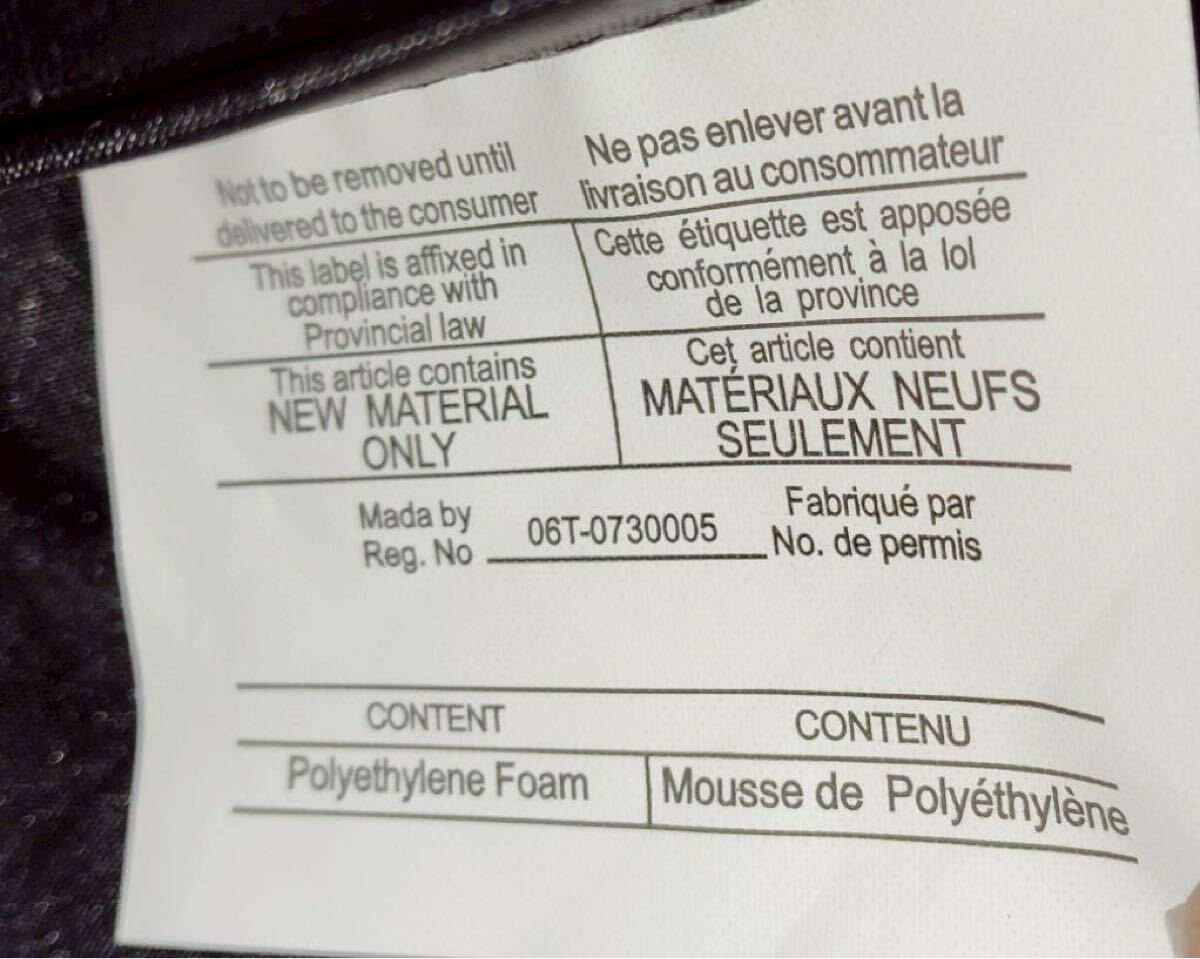 Not to be removed until
delivered to the consumer
Ne pas enlever avant la
livraison au consommateur
This label is affixed in
compliance with
Provincial law
Cette étiquette est apposée
conformément à la lol
de la province
This article contains
NEW MATERIAL
ONLY
Cet article contient
MATÉRIAUX NEUFS
SEULEMENT
Mada by
Reg. No
06T-0730005
Fabriqué par
No. de permis
CONTENT
CONTENU
Polyethylene Foam
Mousse de Polyéthylène